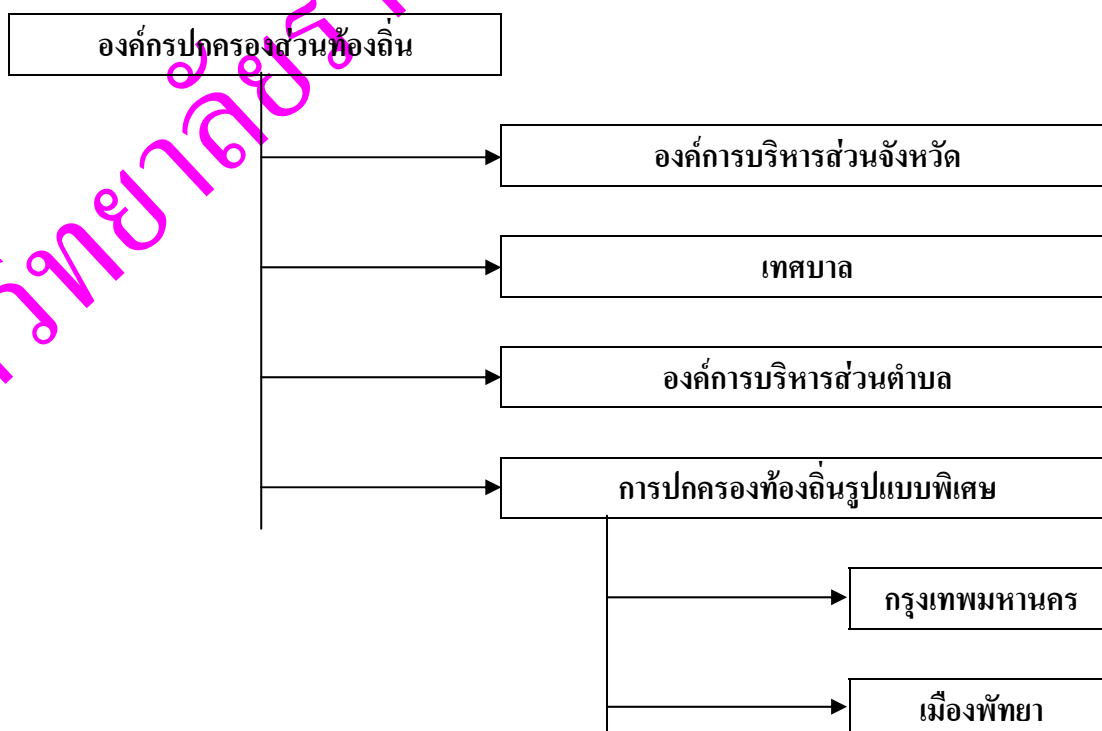 องค์กรปกครองส่วนท้องถิ่น
องค์การบริหารส่วนจังหวัด
เทศบาล
องค์การบริหารส่วนตำบล
การปกครองท้องถิ่นรูปแบบพิเศษ
กรุงเทพมหานคร
เมืองพัทยา